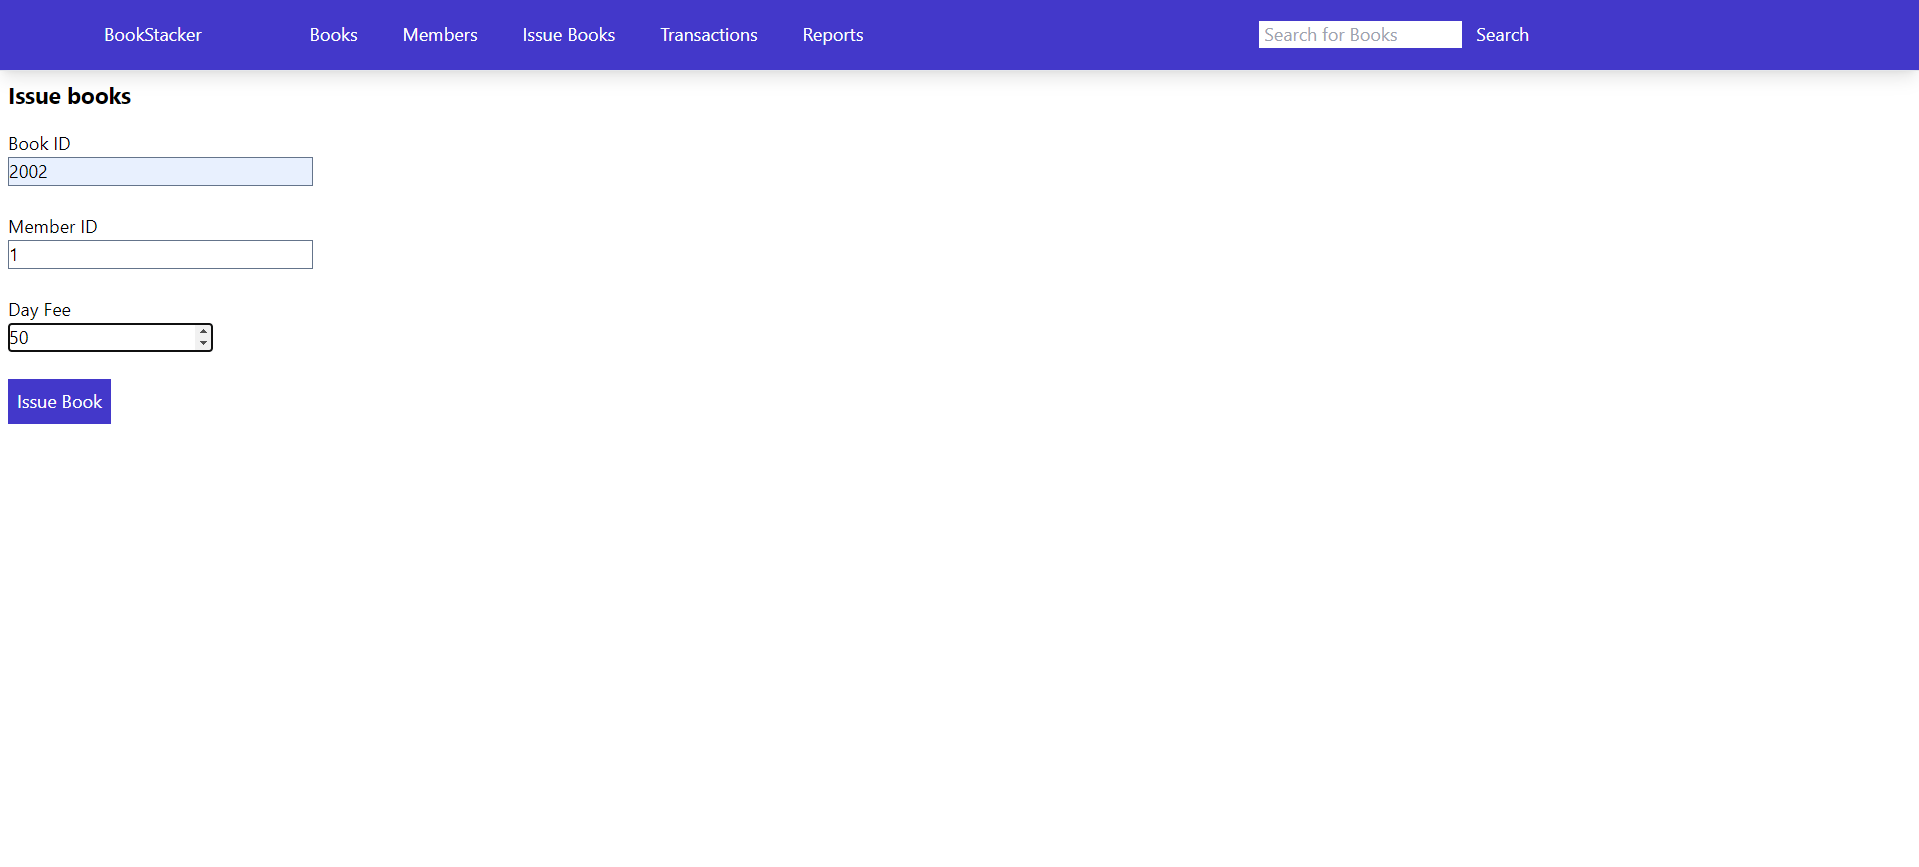 BookStacker Books Members Issue Books Transactions Reports Search for Books Search
Issue books
Book ID
2002
Member ID
1
Day Fee
50
Issue Book